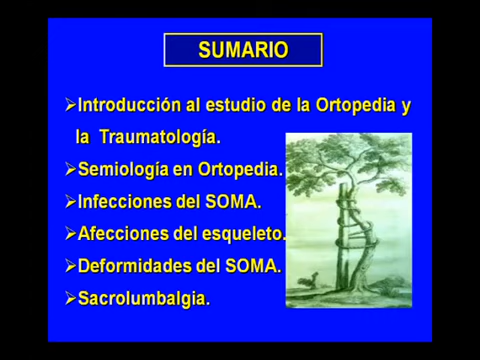 SUMARIO
➢Introducción al estudio de la Ortopedia y
la Traumatología.
➢Semiología en Ortopedia.
➢Infecciones del SOMA.
➢Afecciones del esqueleto.
➢Deformidades del SOMA.
➢Sacrolumbalgia.